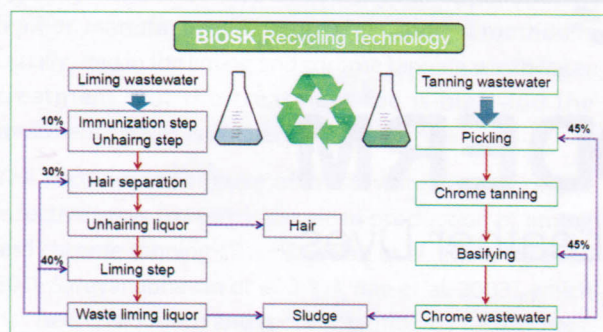 BIOSK Recycling Technology
Liming wastewater
Tanning wastewater
10%
Immunization step
Unhairng step
Pickling
45%
30%
Hair separation
Chrome tanning
Unhairing liquor
Hair
Basifying
45%
40%
Liming step
Waste liming liquor
Sludge
Chrome wastewater